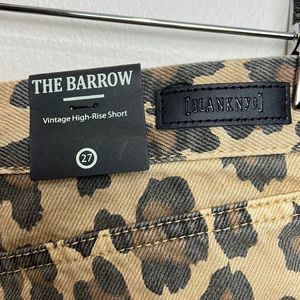 THE BARROW
Vintage High-Rise Short
27
[BLANKNYC]